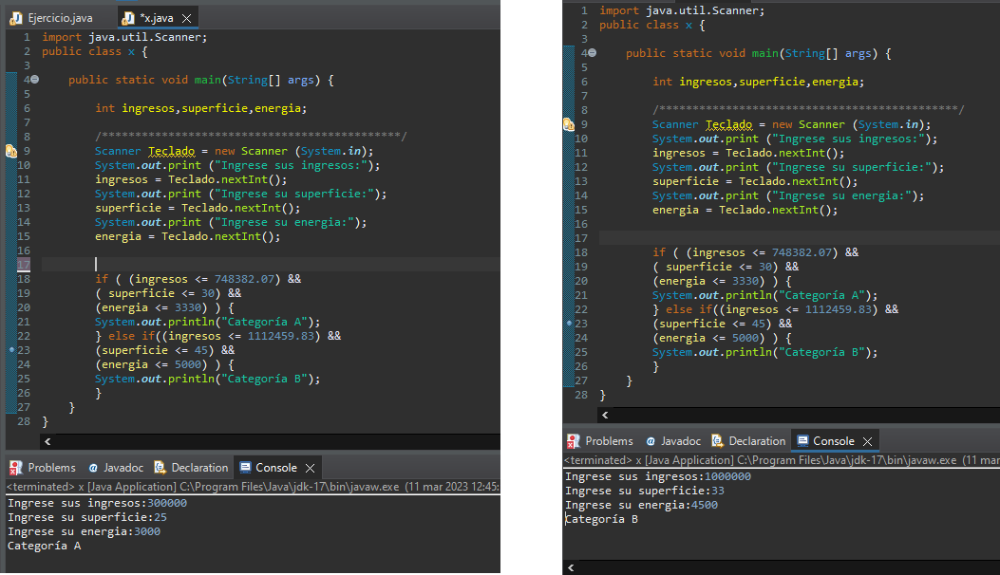 Ejercicio.java *x.java
1 import java.util.Scanner;
2 public class x {
3
4 public static void main(String[] args) {
5
6 int ingresos,superficie,energia;
7
8 /*********************************************/
9 Scanner Teclado = new Scanner (System.in);
10 System.out.print ("Ingrese sus ingresos:");
11 ingresos = Teclado.nextInt();
12 System.out.print ("Ingrese su superficie:");
13 superficie = Teclado.nextInt();
14 System.out.print ("Ingrese su energia:");
15 energia = Teclado.nextInt();
16
17
18 if ( (ingresos <= 748382.07) &&
19 ( superficie <= 30) &&
20 (energia <= 3330) ) {
21 System.out.println("Categoría A");
22 } else if((ingresos <= 1112459.83) &&
23 (superficie <= 45) &&
24 (energia <= 5000) ) {
25 System.out.println("Categoría B");
26 }
27 }
28 }
Problems Javadoc Declaration Console
<terminated> x [Java Application] C:\Program Files\Java\jdk-17\bin\javaw.exe (11 mar 2023 12:45:
Ingrese sus ingresos:300000
Ingrese su superficie:25
Ingrese su energia:3000
Categoría A
1 import java.util.Scanner;
2 public class x {
3
4 public static void main(String[] args) {
5
6 int ingresos,superficie,energia;
7
8 /*********************************************/
9 Scanner Teclado = new Scanner (System.in);
10 System.out.print ("Ingrese sus ingresos:");
11 ingresos = Teclado.nextInt();
12 System.out.print ("Ingrese su superficie:");
13 superficie = Teclado.nextInt();
14 System.out.print ("Ingrese su energia:");
15 energia = Teclado.nextInt();
16
17
18 if ( (ingresos <= 748382.07) &&
19 ( superficie <= 30) &&
20 (energia <= 3330) ) {
21 System.out.println("Categoría A");
22 } else if((ingresos <= 1112459.83) &&
23 (superficie <= 45) &&
24 (energia <= 5000) ) {
25 System.out.println("Categoría B");
26 }
27 }
28 }
Problems Javadoc Declaration Console
<terminated> x [Java Application] C:\Program Files\Java\jdk-17\bin\javaw.exe (11 mar
Ingrese sus ingresos:1000000
Ingrese su superficie:33
Ingrese su energia:4500
Categoría B